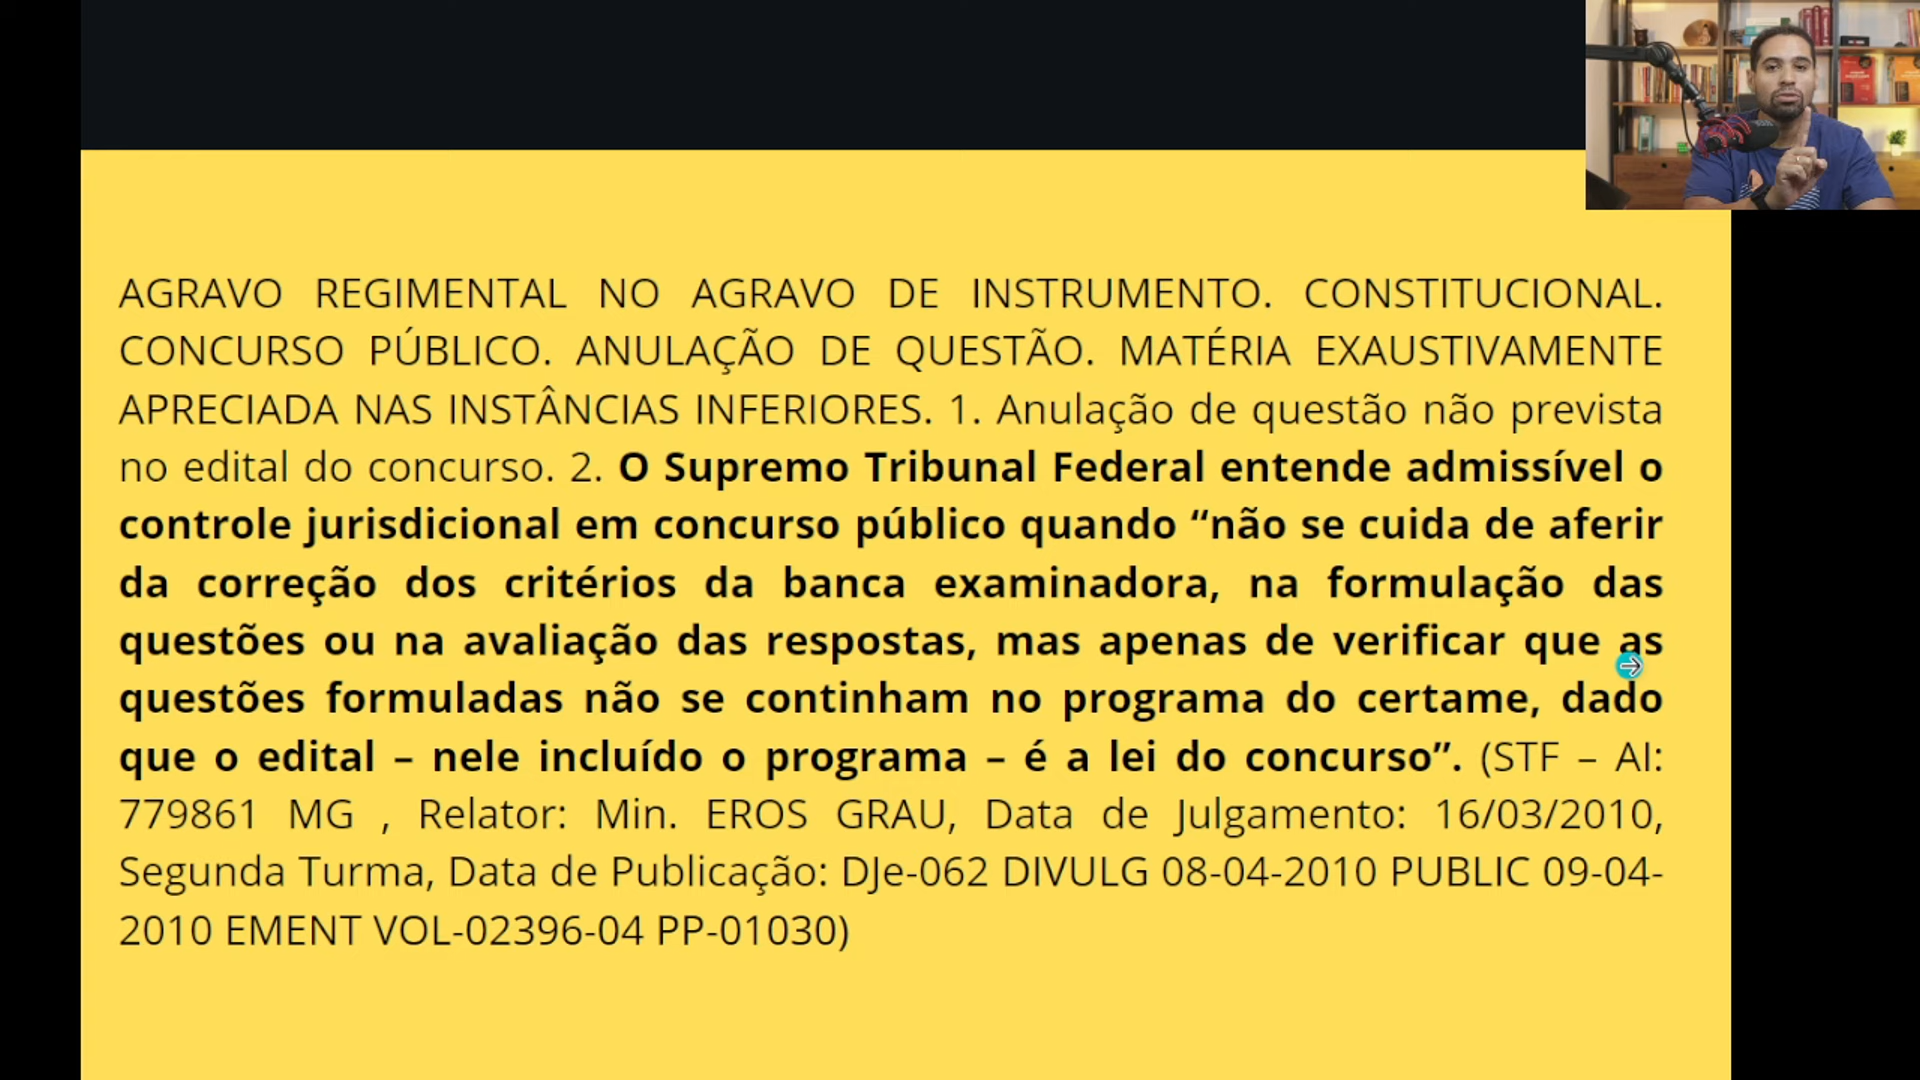 AGRAVO REGIMENTAL NO AGRAVO DE INSTRUMENTO. CONSTITUCIONAL.
CONCURSO PÚBLICO. ANULAÇÃO DE QUESTÃO. MATÉRIA EXAUSTIVAMENTE
APRECIADA NAS INSTÂNCIAS INFERIORES. 1. Anulação de questão não prevista
no edital do concurso. 2. O Supremo Tribunal Federal entende admissível o
controle jurisdicional em concurso público quando “não se cuida de aferir
da correção dos critérios da banca examinadora, na formulação das
questões ou na avaliação das respostas, mas apenas de verificar que as
questões formuladas não se continham no programa do certame, dado
que o edital – nele incluído o programa – é a lei do concurso”. (STF – AI:
779861 MG , Relator: Min. EROS GRAU, Data de Julgamento: 16/03/2010,
Segunda Turma, Data de Publicação: DJe-062 DIVULG 08-04-2010 PUBLIC 09-04-
2010 EMENT VOL-02396-04 PP-01030)